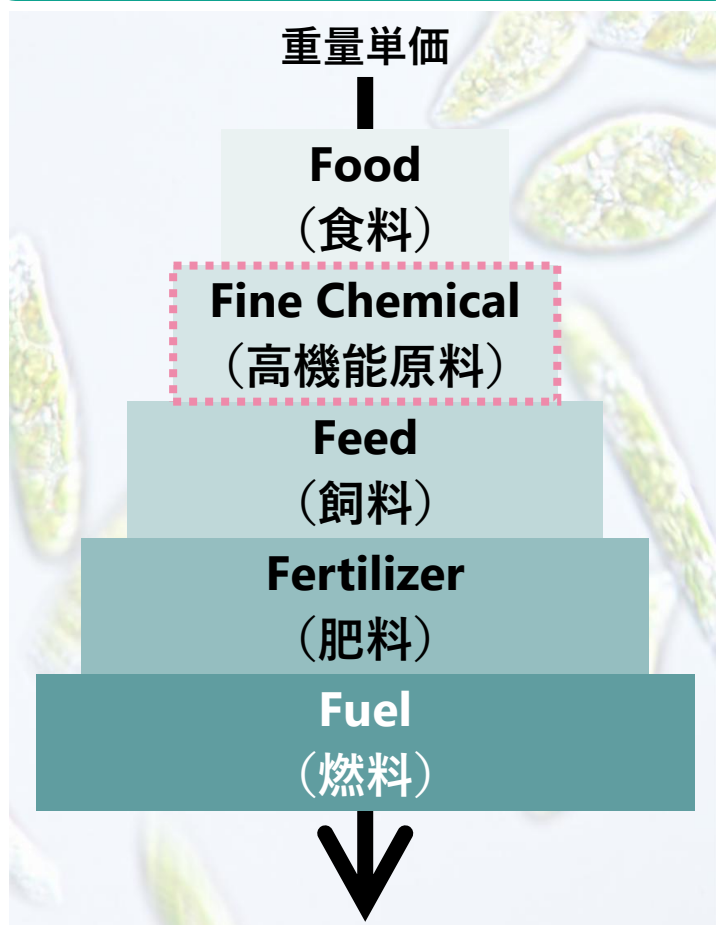 重量単価
Food
（食料）
Fine Chemical
（高機能原料）
Feed
（飼料）
Fertilizer
（肥料）
Fuel
（燃料）